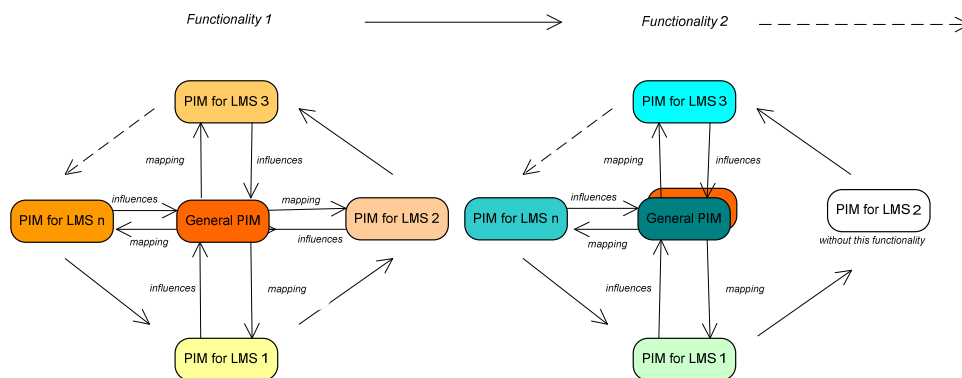 Functionality 1
Functionality 2
PIM for LMS 3
mapping
influences
PIM for LMS n
influences
mapping
General PIM
mapping
influences
PIM for LMS 2
influences
mapping
PIM for LMS 1
PIM for LMS 3
mapping
influences
PIM for LMS n
influences
mapping
General PIM
PIM for LMS 2
without this functionality
influences
mapping
PIM for LMS 1